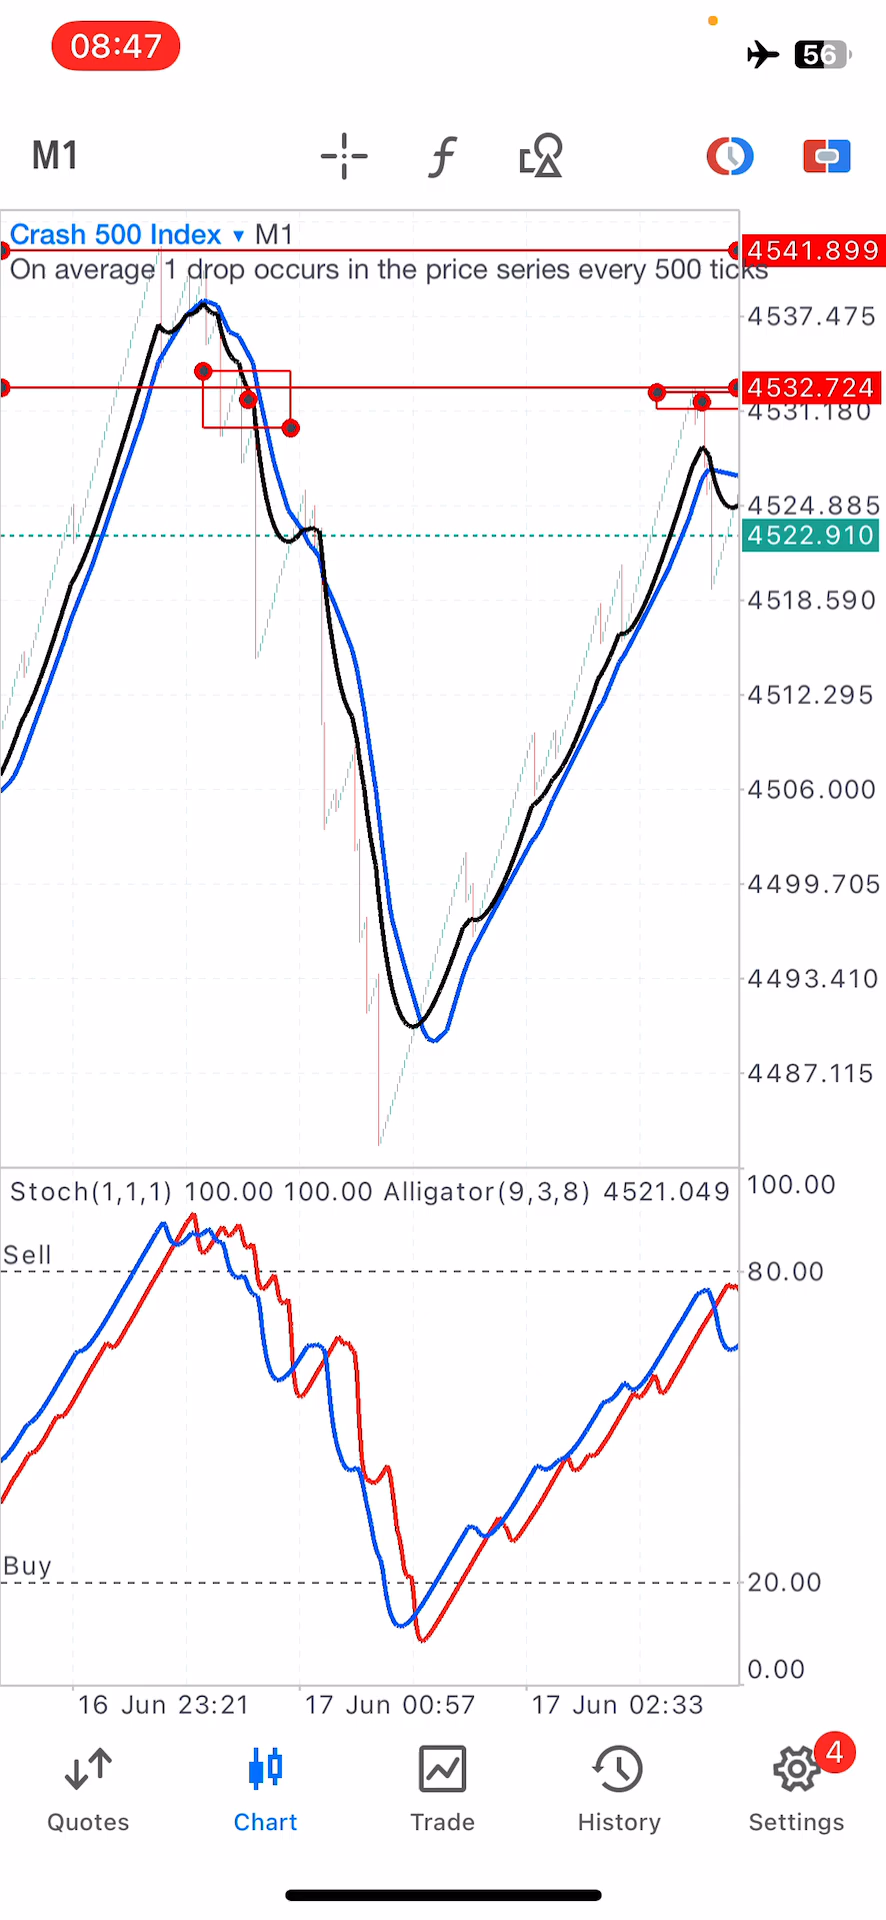 08:47
56
M1
4541.899
Crash 500 Index ▾ M1
On average 1 drop occurs in the price series every 500 ticks
4537.475
4532.724
4531.180
4524.885
4522.910
4518.590
4512.295
4506.000
4499.705
4493.410
4487.115
Stoch(1,1,1) 100.00 100.00 Alligator(9,3,8) 4521.049
100.00
Sell
80.00
Buy
20.00
0.00
16 Jun 23:21
17 Jun 00:57
17 Jun 02:33
4
Quotes
Chart
Trade
History
Settings